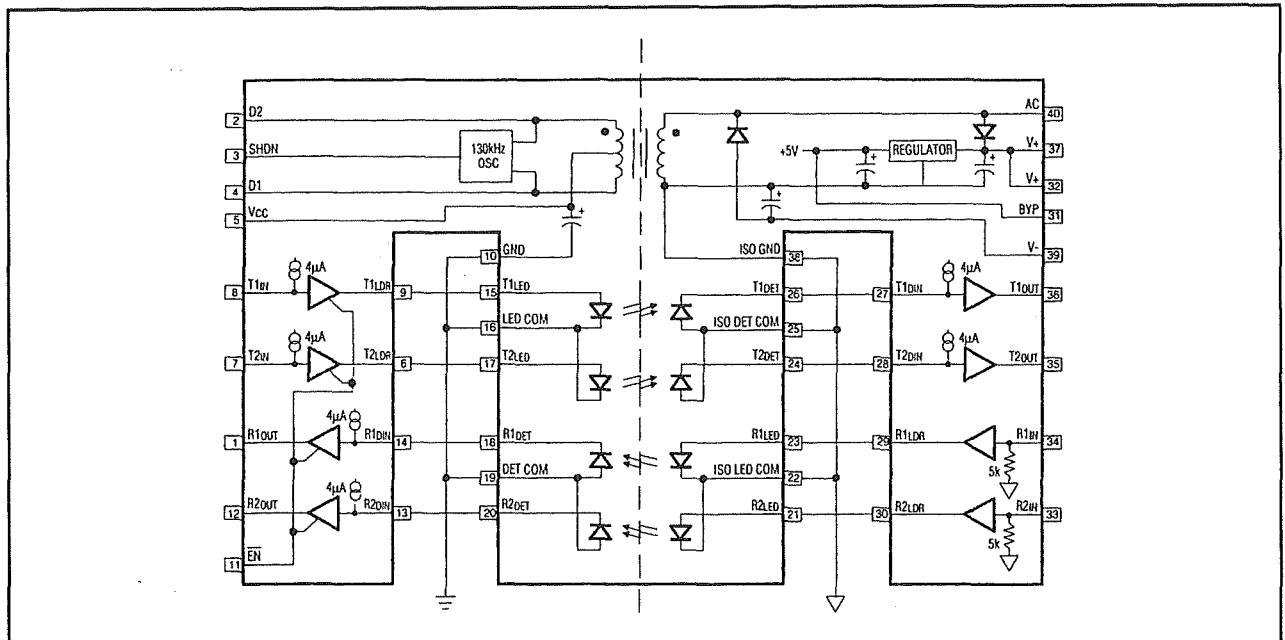 D2
2
SHDN
3
130kHz
OSC
D1
4
VCC
5
AC
40
+5V
REGULATOR
V+
37
V+
32
BYP
31
V-
39
GND
10
ISO GND
38
4µA
T1IN
8
T1LDR
9
T1LED
15
LED COM
16
T1DET
26
ISO DET COM
25
4µA
T1DIN
27
T1OUT
36
4µA
T2IN
7
T2LDR
6
T2LED
17
T2DET
24
4µA
T2DIN
28
T2OUT
35
4µA
R1OUT
1
R1DIN
14
R1DET
18
DET COM
19
R1LED
23
ISO LED COM
22
R1LDR
29
R1IN
34
5k
4µA
R2OUT
12
R2DIN
13
R2DET
20
R2LED
21
R2LDR
30
R2IN
33
5k
EN
11